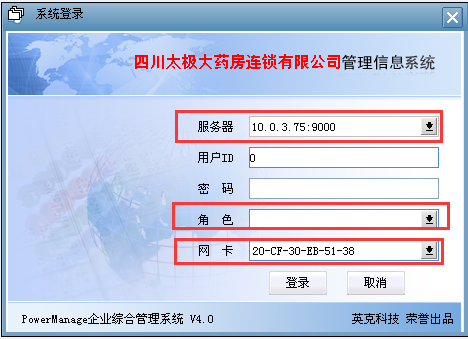 系统登录
四川太极大药房连锁有限公司管理信息系统
服务器 10.0.3.75:9000
用户ID 0
密 码
角 色
网 卡 20-CF-30-EB-51-38
登录 取消
PowerManage企业综合管理系统 V4.0 英克科技 荣誉出品